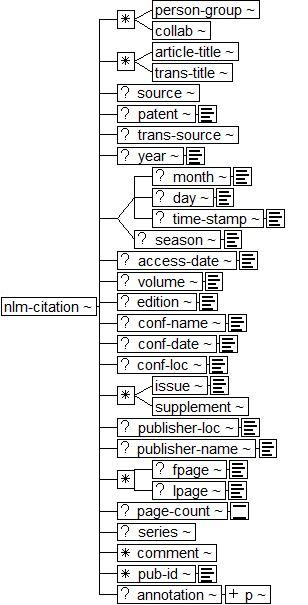 * person-group ~
collab ~
* article-title ~
trans-title ~
? source ~
? patent ~
? trans-source ~
? year ~
? month ~
? day ~
? time-stamp ~
? season ~
? access-date ~
? volume ~
? edition ~
nlm-citation ~
? conf-name ~
? conf-date ~
? conf-loc ~
* issue ~
supplement ~
? publisher-loc ~
? publisher-name ~
* ? fpage ~
? lpage ~
? page-count ~
? series ~
* comment ~
* pub-id ~
? annotation ~ + p ~